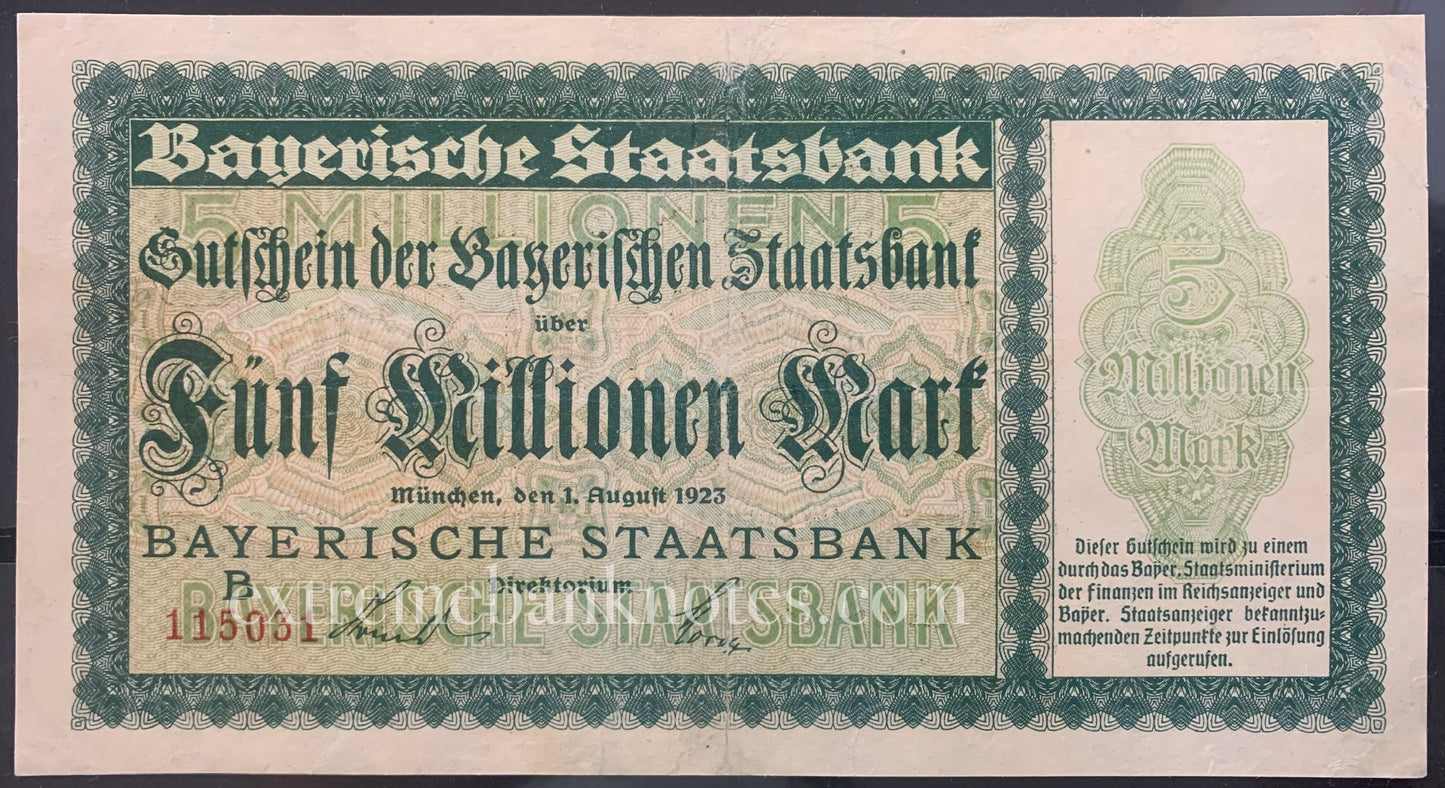 Bayerische Staatsbank
5 MILLIONEN 5
Gutschein der Bayerischen Staatsbank
über
Fünf Millionen Mark
München, den 1. August 1923
BAYERISCHE STAATSBANK
B
Direktorium
115031
BAYERISCHE STAATSBANK
extremebanknotes.com
5
Millionen
Mark
Dieser Gutschein wird zu einem
durch das Bayer. Staatsministerium
der Finanzen im Reichsanzeiger und
Bayer. Staatsanzeiger bekanntzu-
machenden Zeitpunkte zur Einlösung
aufgerufen.